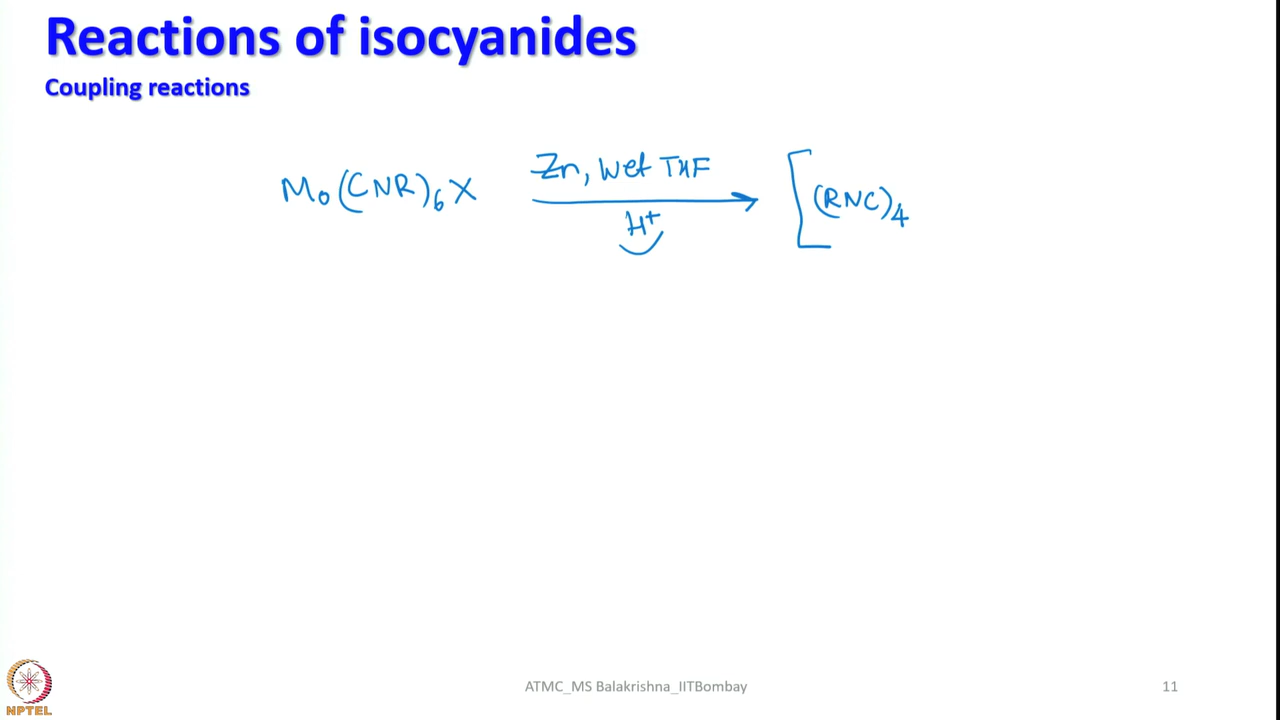 Reactions of isocyanides
Coupling reactions
Mo(CNR)₆X Zn, wet THF [(RNC)₄
H⁺
NPTEL
ATMC_MS Balakrishna_IITBombay
11